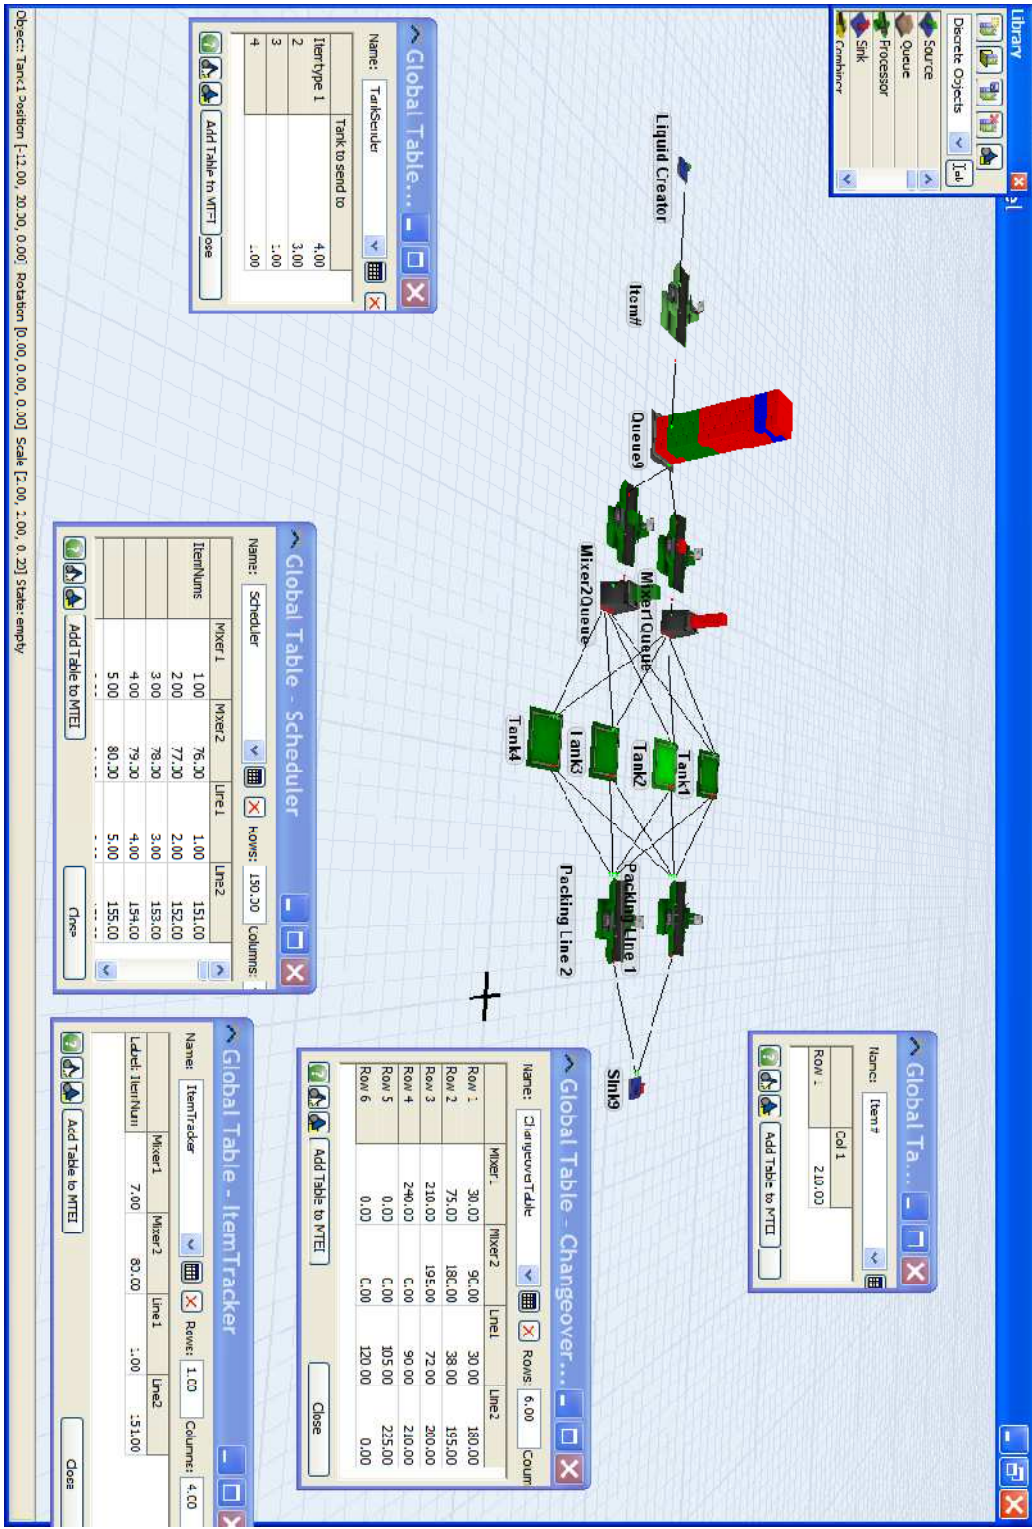 Library
Discrete Objects
Source
Queue
Processor
Sink
Combiner
el
Liquid Creator
Item#
Queue9
Mixer2Queue
Mixer1Queue
Tank4
Tank3
Tank2
Tank1
Packing Line 2
Packing Line 1
Sink9
Global Table...
Name: TankSender
Tank to send to
Itemtype 1 4.00
2 3.00
3 1.00
4 1.00
Add Table to MTEI ose
Global Ta...
Name: Item#
Col 1
Row 1 210.00
Add Table to MTEI
Global Table - Scheduler
Name: Scheduler Rows: 150.00 Columns:
Mixer1 Mixer2 Line1 Line2
ItemNums 1.00 76.00 1.00 151.00
2.00 77.00 2.00 152.00
3.00 78.00 3.00 153.00
4.00 79.00 4.00 154.00
5.00 80.00 5.00 155.00
Add Table to MTEI Close
Global Table - Changeover...
Name: ChangeoverTable Rows: 6.00 Colum
Mixer1 Mixer2 Line1 Line2
Row 1 30.00 90.00 30.00 180.00
Row 2 75.00 180.00 38.00 195.00
Row 3 210.00 195.00 72.00 200.00
Row 4 240.00 0.00 90.00 210.00
Row 5 0.00 0.00 105.00 225.00
Row 6 0.00 0.00 120.00 0.00
Add Table to MTEI Close
Global Table - ItemTracker
Name: ItemTracker Rows: 1.00 Columns: 4.00
Mixer1 Mixer2 Line1 Line2
Label: ItemNum 7.00 80.00 1.00 151.00
Add Table to MTEI Close
Object: Tank1 Position [-12.00, 20.00, 0.00] Rotation [0.00, 0.00, 0.00] Scale [2.00, 1.00, 0.20] State: empty